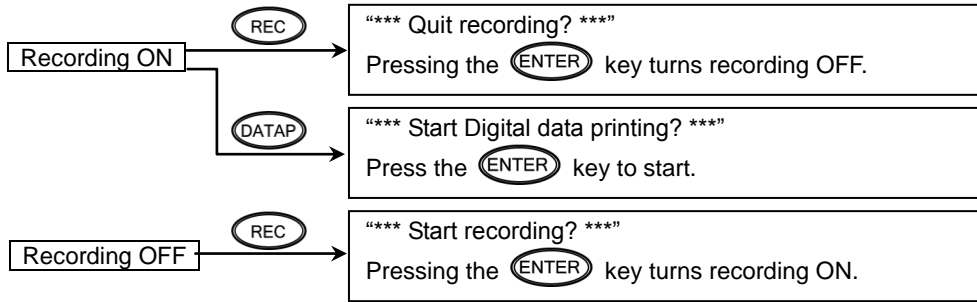 REC
"*** Quit recording? ***"
Recording ON
Pressing the ENTER key turns recording OFF.
DATAP
"*** Start Digital data printing? ***"
Press the ENTER key to start.
REC
"*** Start recording? ***"
Recording OFF
Pressing the ENTER key turns recording ON.